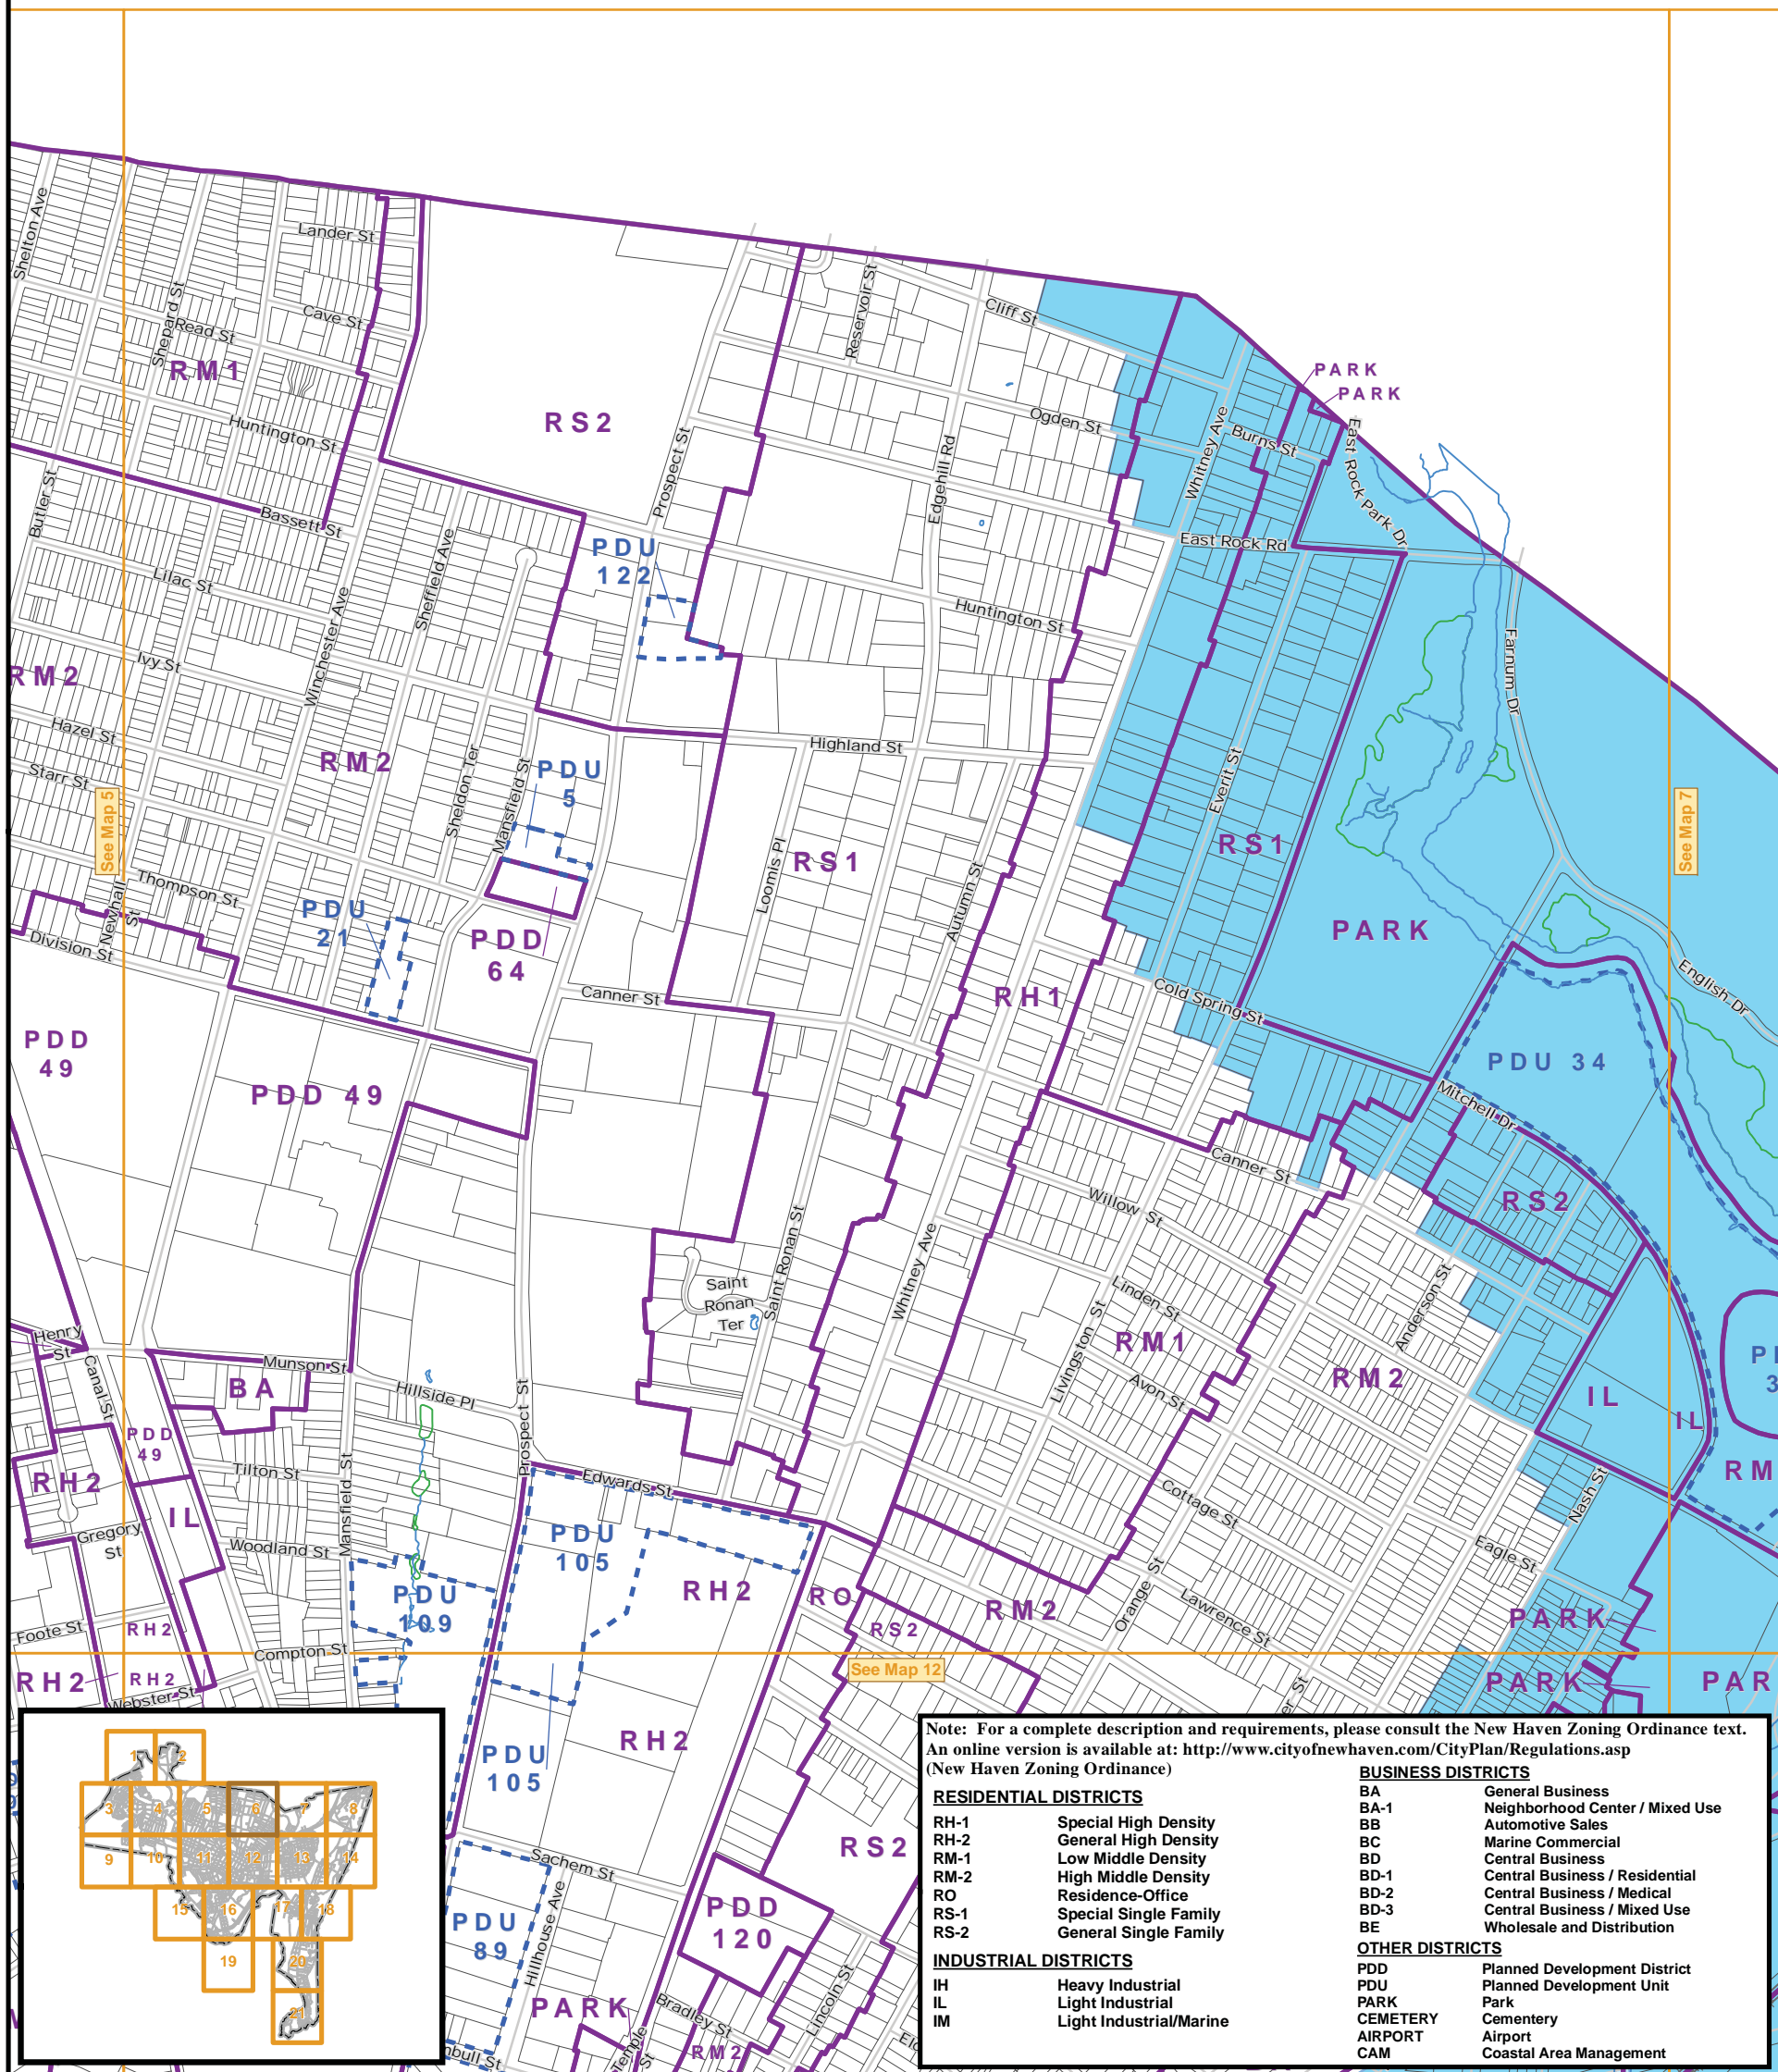 Shelton Ave
Lander St
Shepard St
Read St
Cave St
RM1
Huntington St
Butler St
Bassett St
RS2
Prospect St
Reservoir St
Cliff St
Ogden St
Edgehill Rd
Whitney Ave
Burns St
PARK
PARK
East Rock Park Dr
East Rock Rd
PDU
122
Lilac St
Sheffield Ave
Winchester Ave
Ivy St
RM2
Hazel St
Starr St
RM2
Sheldon Ter
Mansfield St
PDU
5
Huntington St
Highland St
Farnum Dr
Everit St
RS1
RS1
Loomis Pl
Autumn St
See Map 5
See Map 7
Thompson St
Newhall
St
Division St
PDU
21
PDD
64
Canner St
RH1
Cold Spring St
PARK
English Dr
PDU 34
Mitchell Dr
PDD
49
PDD 49
Canner St
Willow St
RS2
Saint Ronan St
Saint
Ronan
Ter
Whitney Ave
Linden St
Livingston St
RM1
Avon St
Anderson St
RM2
IL
IL
Henry
St
Canal St
Munson St
BA
Hillside Pl
Prospect St
PDD
49
RH2
Tilton St
Mansfield St
IL
Gregory
St
Woodland St
Edwards St
PDU
105
RH2
PDU
109
RO
RS2
RM2
Orange St
Cottage St
Lawrence St
Eagle St
Nash St
RM
PARK
Foote St
RH2
Compton St
RH2
RH2
Webster St
See Map 12
PARK
PAR
RH2
PDU
105
RS2
Sachem St
PDU
89
Hillhouse Ave
PDD
120
Lincoln St
Bradley St
PARK
Temple
St
RM2
1
2
3
4
5
6
7
8
9
10
11
12
13
14
15
16
17
18
19
20
21
Note: For a complete description and requirements, please consult the New Haven Zoning Ordinance text.
An online version is available at: http://www.cityofnewhaven.com/CityPlan/Regulations.asp
(New Haven Zoning Ordinance)
RESIDENTIAL DISTRICTS
RH-1 Special High Density
RH-2 General High Density
RM-1 Low Middle Density
RM-2 High Middle Density
RO Residence-Office
RS-1 Special Single Family
RS-2 General Single Family
INDUSTRIAL DISTRICTS
IH Heavy Industrial
IL Light Industrial
IM Light Industrial/Marine
BUSINESS DISTRICTS
BA General Business
BA-1 Neighborhood Center / Mixed Use
BB Automotive Sales
BC Marine Commercial
BD Central Business
BD-1 Central Business / Residential
BD-2 Central Business / Medical
BD-3 Central Business / Mixed Use
BE Wholesale and Distribution
OTHER DISTRICTS
PDD Planned Development District
PDU Planned Development Unit
PARK Park
CEMETERY Cementery
AIRPORT Airport
CAM Coastal Area Management